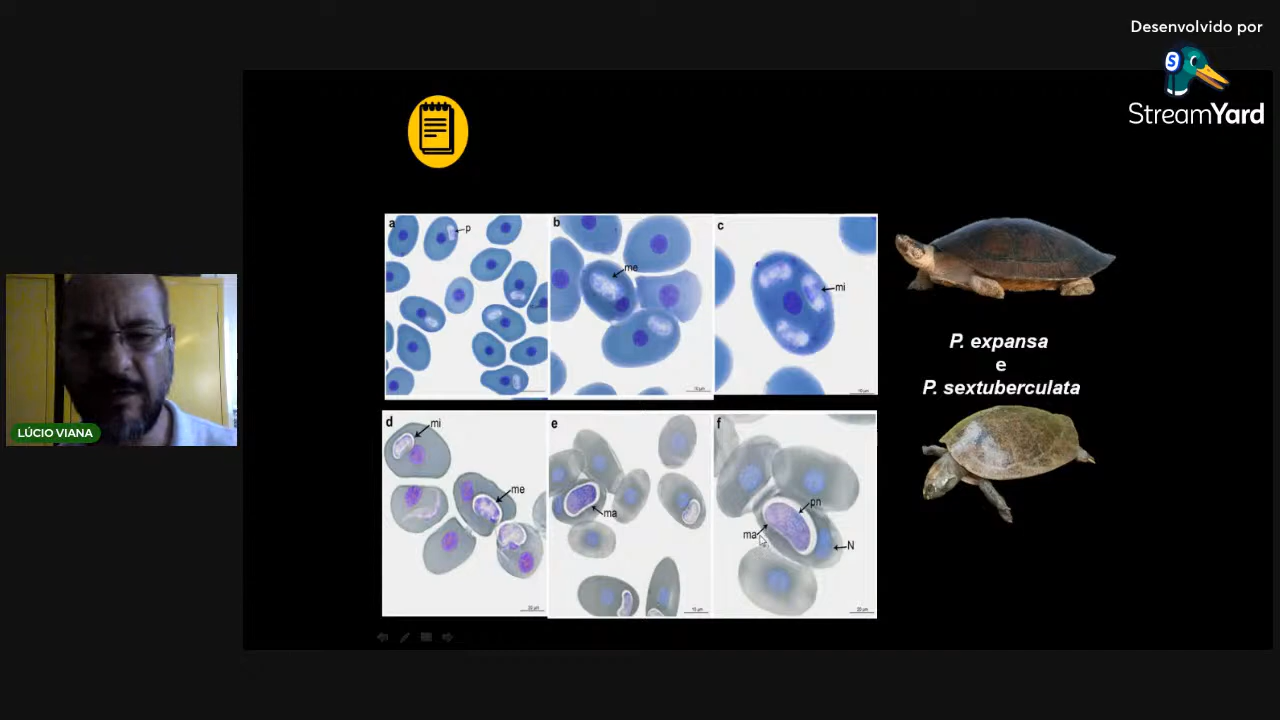 Desenvolvido por
StreamYard
a
p
b
me
c
mi
P. expansa
e
P. sextuberculata
LÚCIO VIANA
d
mi
me
e
ma
f
pn
ma
N